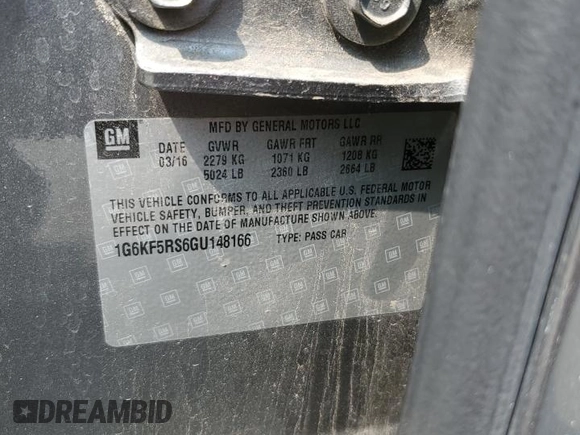 GM
MFD BY GENERAL MOTORS LLC
DATE GVWR GAWR FRT GAWR RR
03/16 2279 KG 1071 KG 1208 KG
5024 LB 2360 LB 2664 LB
THIS VEHICLE CONFORMS TO ALL APPLICABLE U.S. FEDERAL MOTOR
VEHICLE SAFETY, BUMPER, AND THEFT PREVENTION STANDARDS IN
EFFECT ON THE DATE OF MANUFACTURE SHOWN ABOVE.
1G6KF5RS6GU148166 TYPE: PASS CAR
DREAMBID